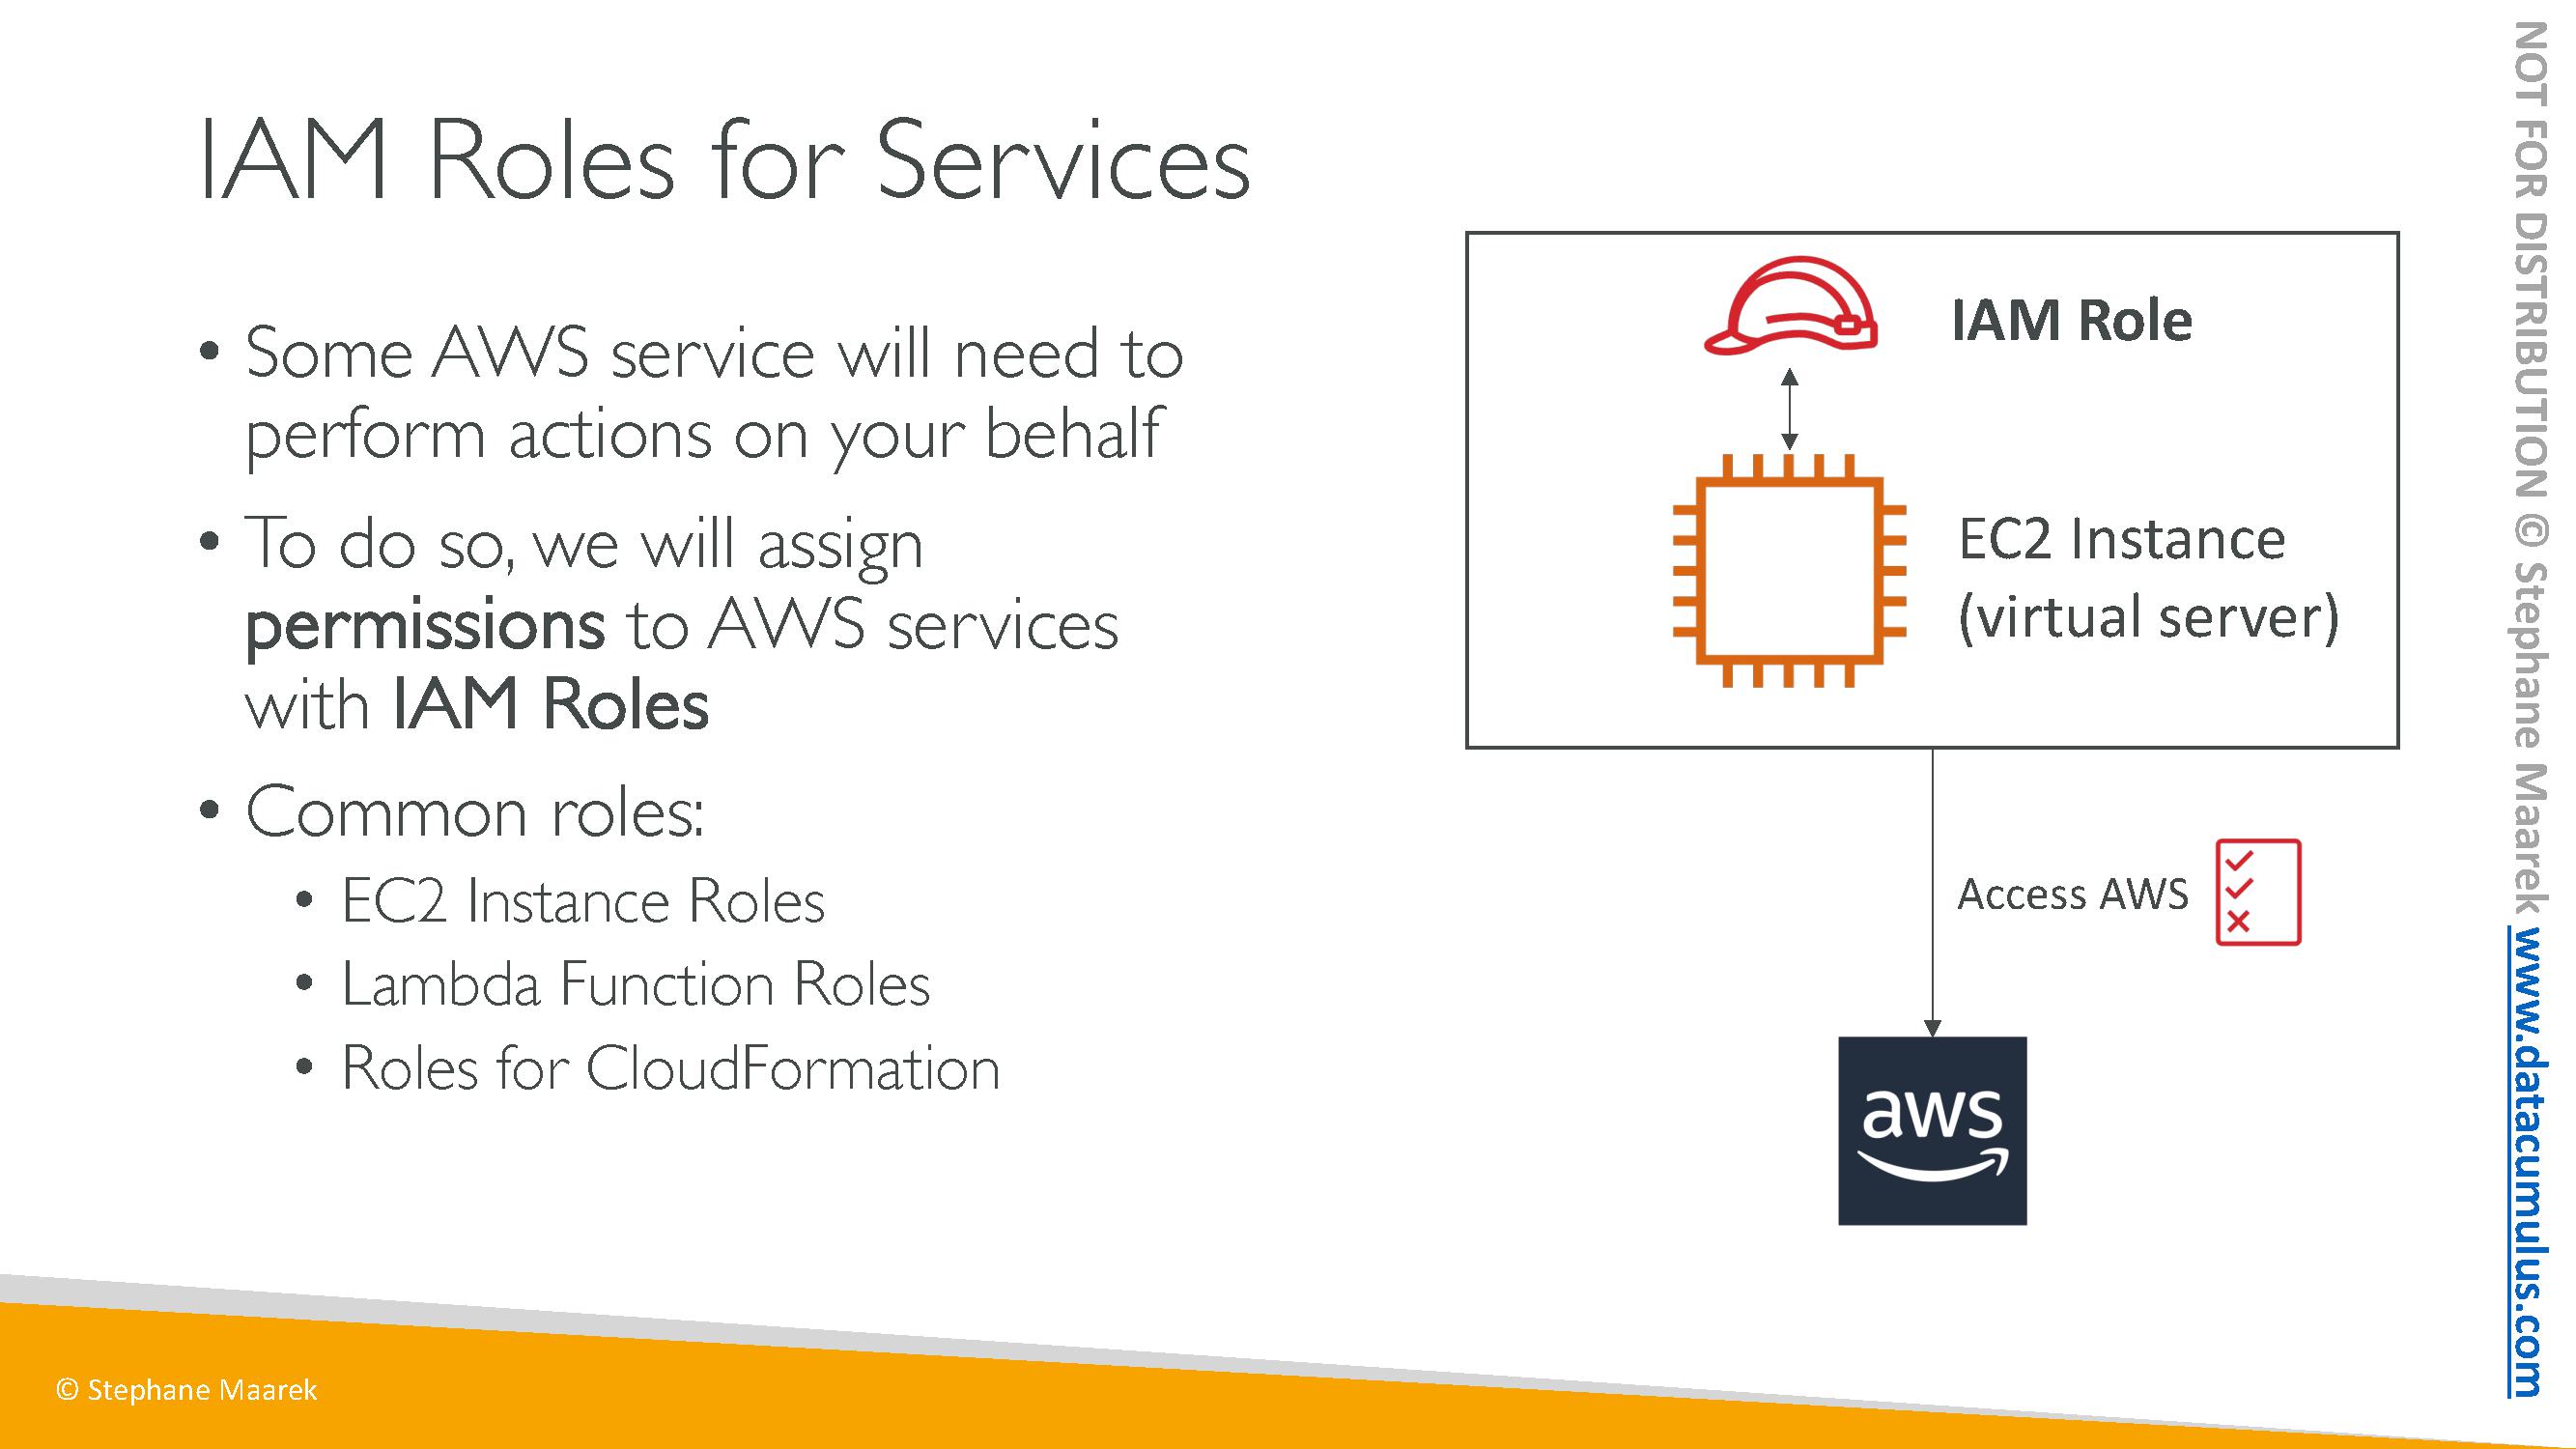 IAM Roles for Services
• Some AWS service will need to
perform actions on your behalf
• To do so, we will assign
permissions to AWS services
with IAM Roles
• Common roles:
• EC2 Instance Roles
• Lambda Function Roles
• Roles for CloudFormation
IAM Role
EC2 Instance
(virtual server)
Access AWS
aws
© Stephane Maarek
NOT FOR DISTRIBUTION © Stephane Maarek www.datacumulus.com